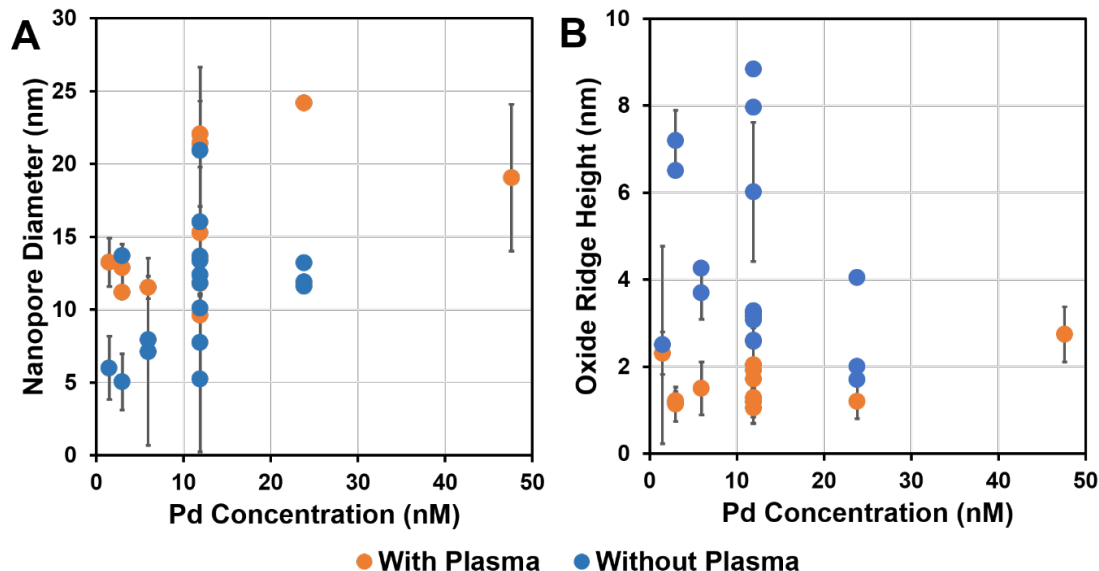 A
B
Nanopore Diameter (nm)
30
25
20
15
10
5
0
0 10 20 30 40 50
Pd Concentration (nM)
Oxide Ridge Height (nm)
10
8
6
4
2
0
0 10 20 30 40 50
Pd Concentration (nM)
With Plasma Without Plasma